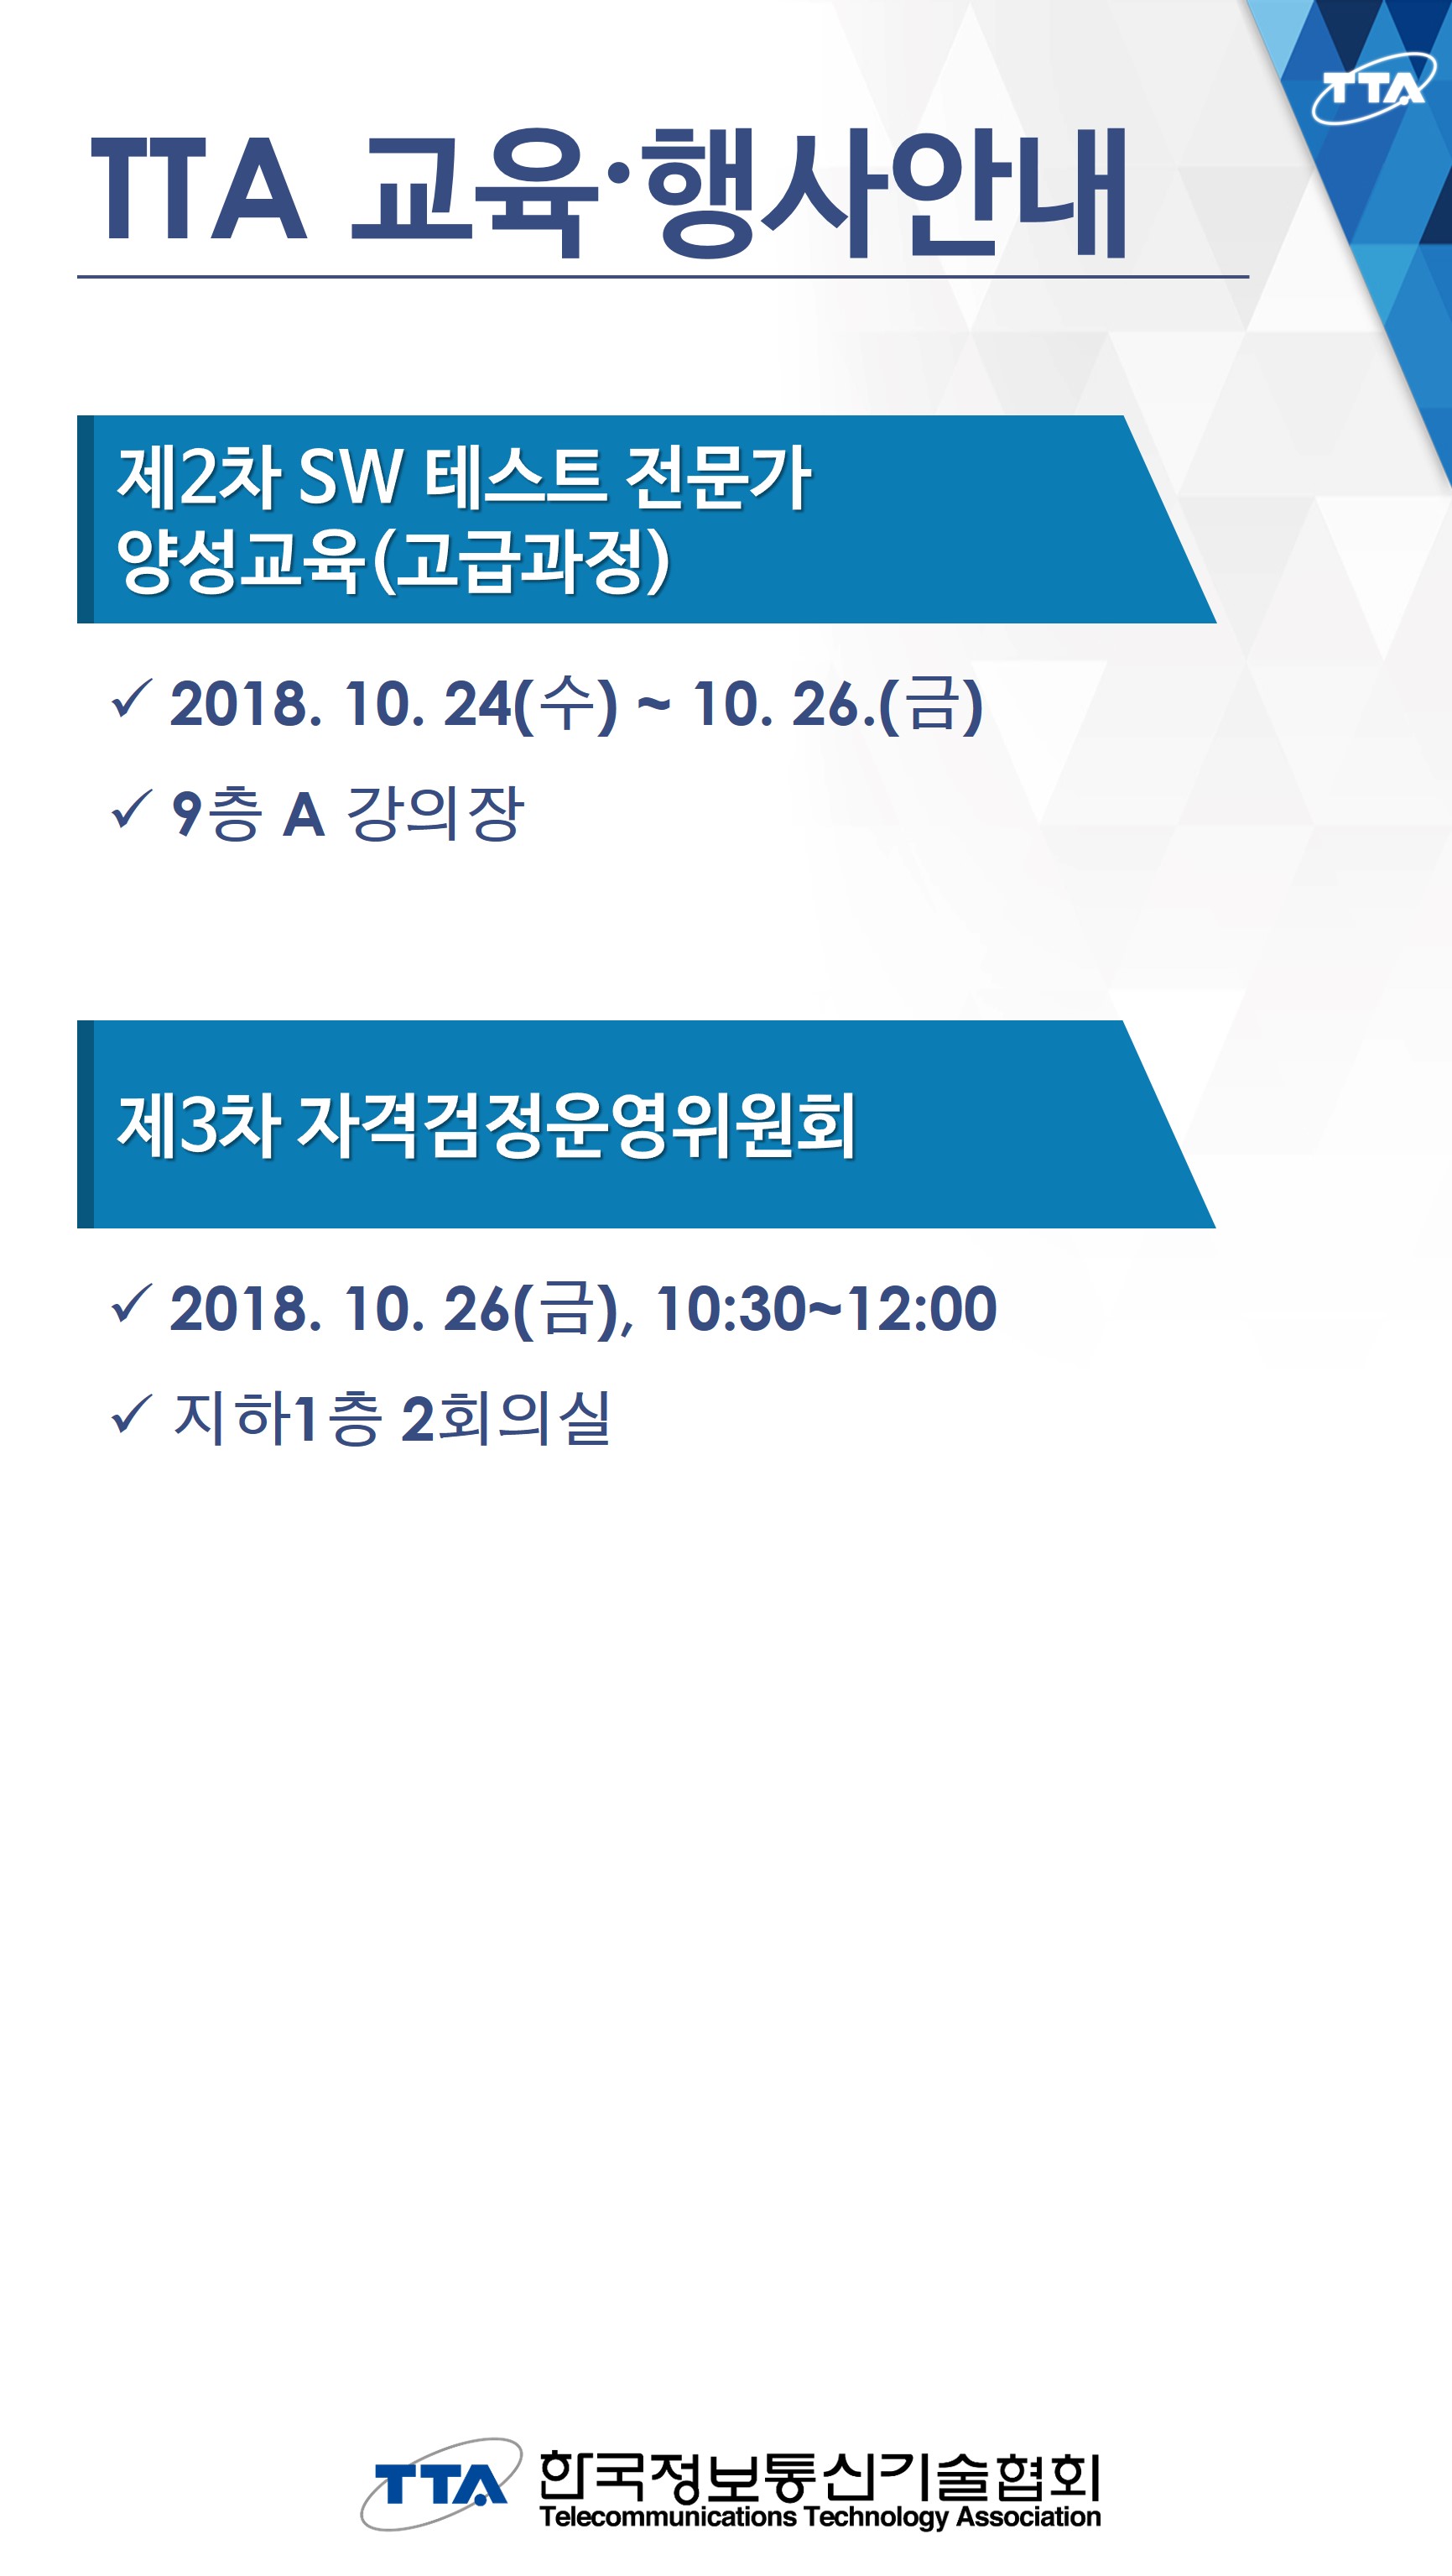 TTA
TTA 교육·행사안내
제2차 SW 테스트 전문가
양성교육(고급과정)
✓ 2018. 10. 24(수) ~ 10. 26.(금)
✓ 9층 A 강의장
제3차 자격검정운영위원회
✓ 2018. 10. 26(금), 10:30~12:00
✓ 지하1층 2회의실
TTA 한국정보통신기술협회
Telecommunications Technology Association